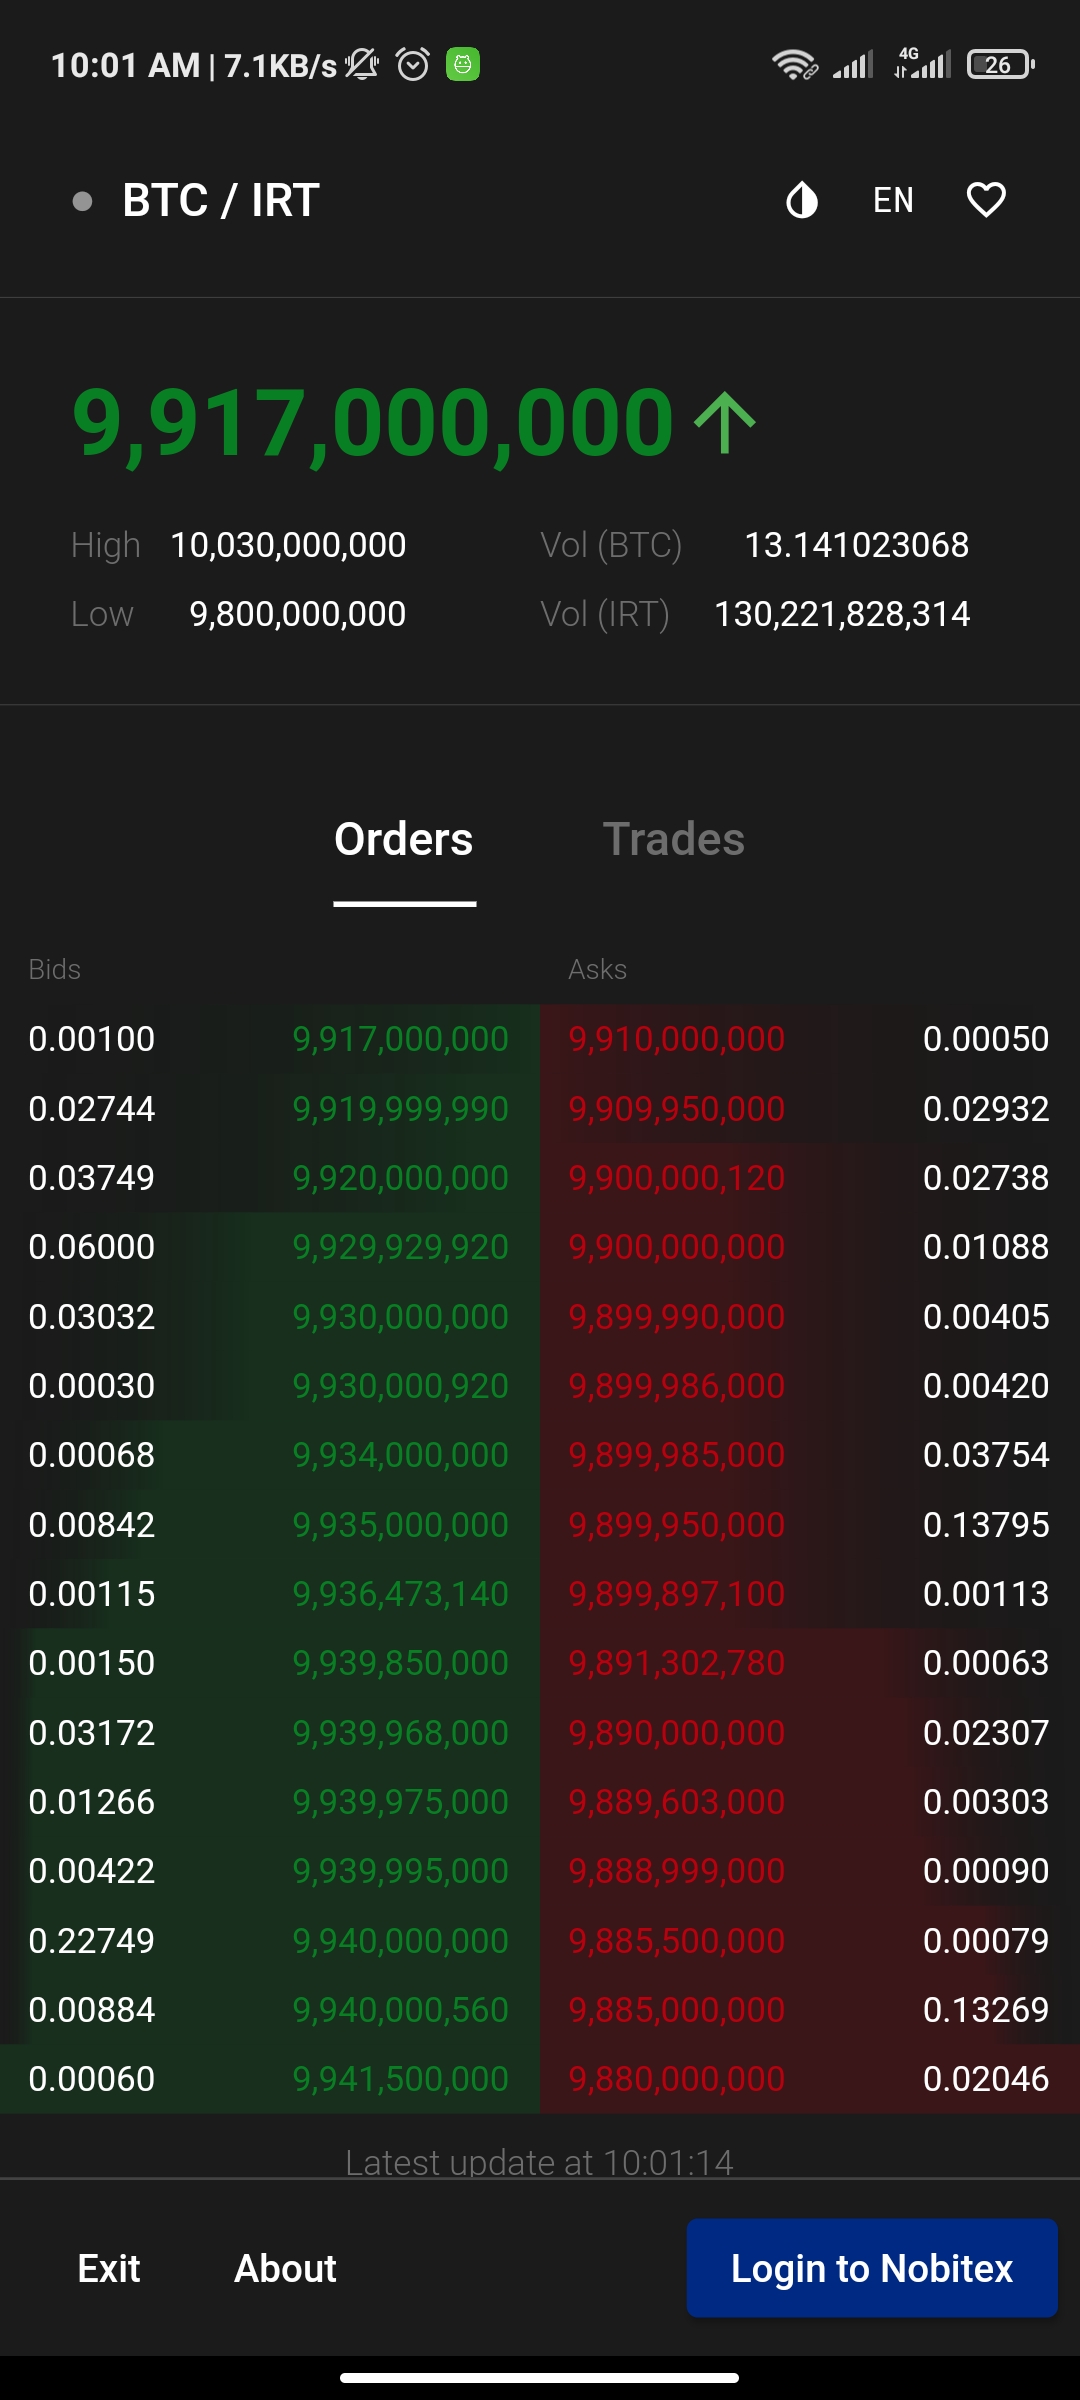 10:01 AM | 7.1KB/s 4G 26
BTC / IRT EN
9,917,000,000
High 10,030,000,000 Vol (BTC) 13.141023068
Low 9,800,000,000 Vol (IRT) 130,221,828,314
Orders Trades
Bids Asks
0.00100 9,917,000,000 9,910,000,000 0.00050
0.02744 9,919,999,990 9,909,950,000 0.02932
0.03749 9,920,000,000 9,900,000,120 0.02738
0.06000 9,929,929,920 9,900,000,000 0.01088
0.03032 9,930,000,000 9,899,990,000 0.00405
0.00030 9,930,000,920 9,899,986,000 0.00420
0.00068 9,934,000,000 9,899,985,000 0.03754
0.00842 9,935,000,000 9,899,950,000 0.13795
0.00115 9,936,473,140 9,899,897,100 0.00113
0.00150 9,939,850,000 9,891,302,780 0.00063
0.03172 9,939,968,000 9,890,000,000 0.02307
0.01266 9,939,975,000 9,889,603,000 0.00303
0.00422 9,939,995,000 9,888,999,000 0.00090
0.22749 9,940,000,000 9,885,500,000 0.00079
0.00884 9,940,000,560 9,885,000,000 0.13269
0.00060 9,941,500,000 9,880,000,000 0.02046
Latest update at 10:01:14
Exit About Login to Nobitex